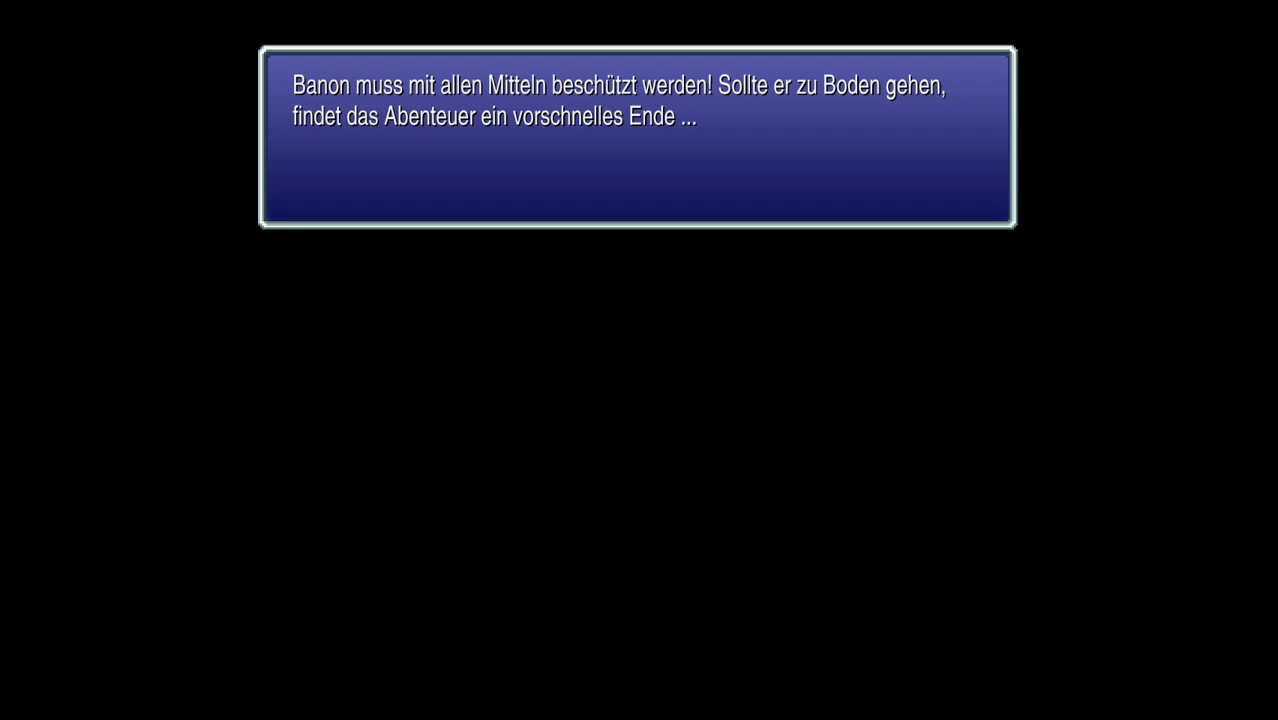 Banon muss mit allen Mitteln beschützt werden! Sollte er zu Boden gehen,
findet das Abenteuer ein vorschnelles Ende ...